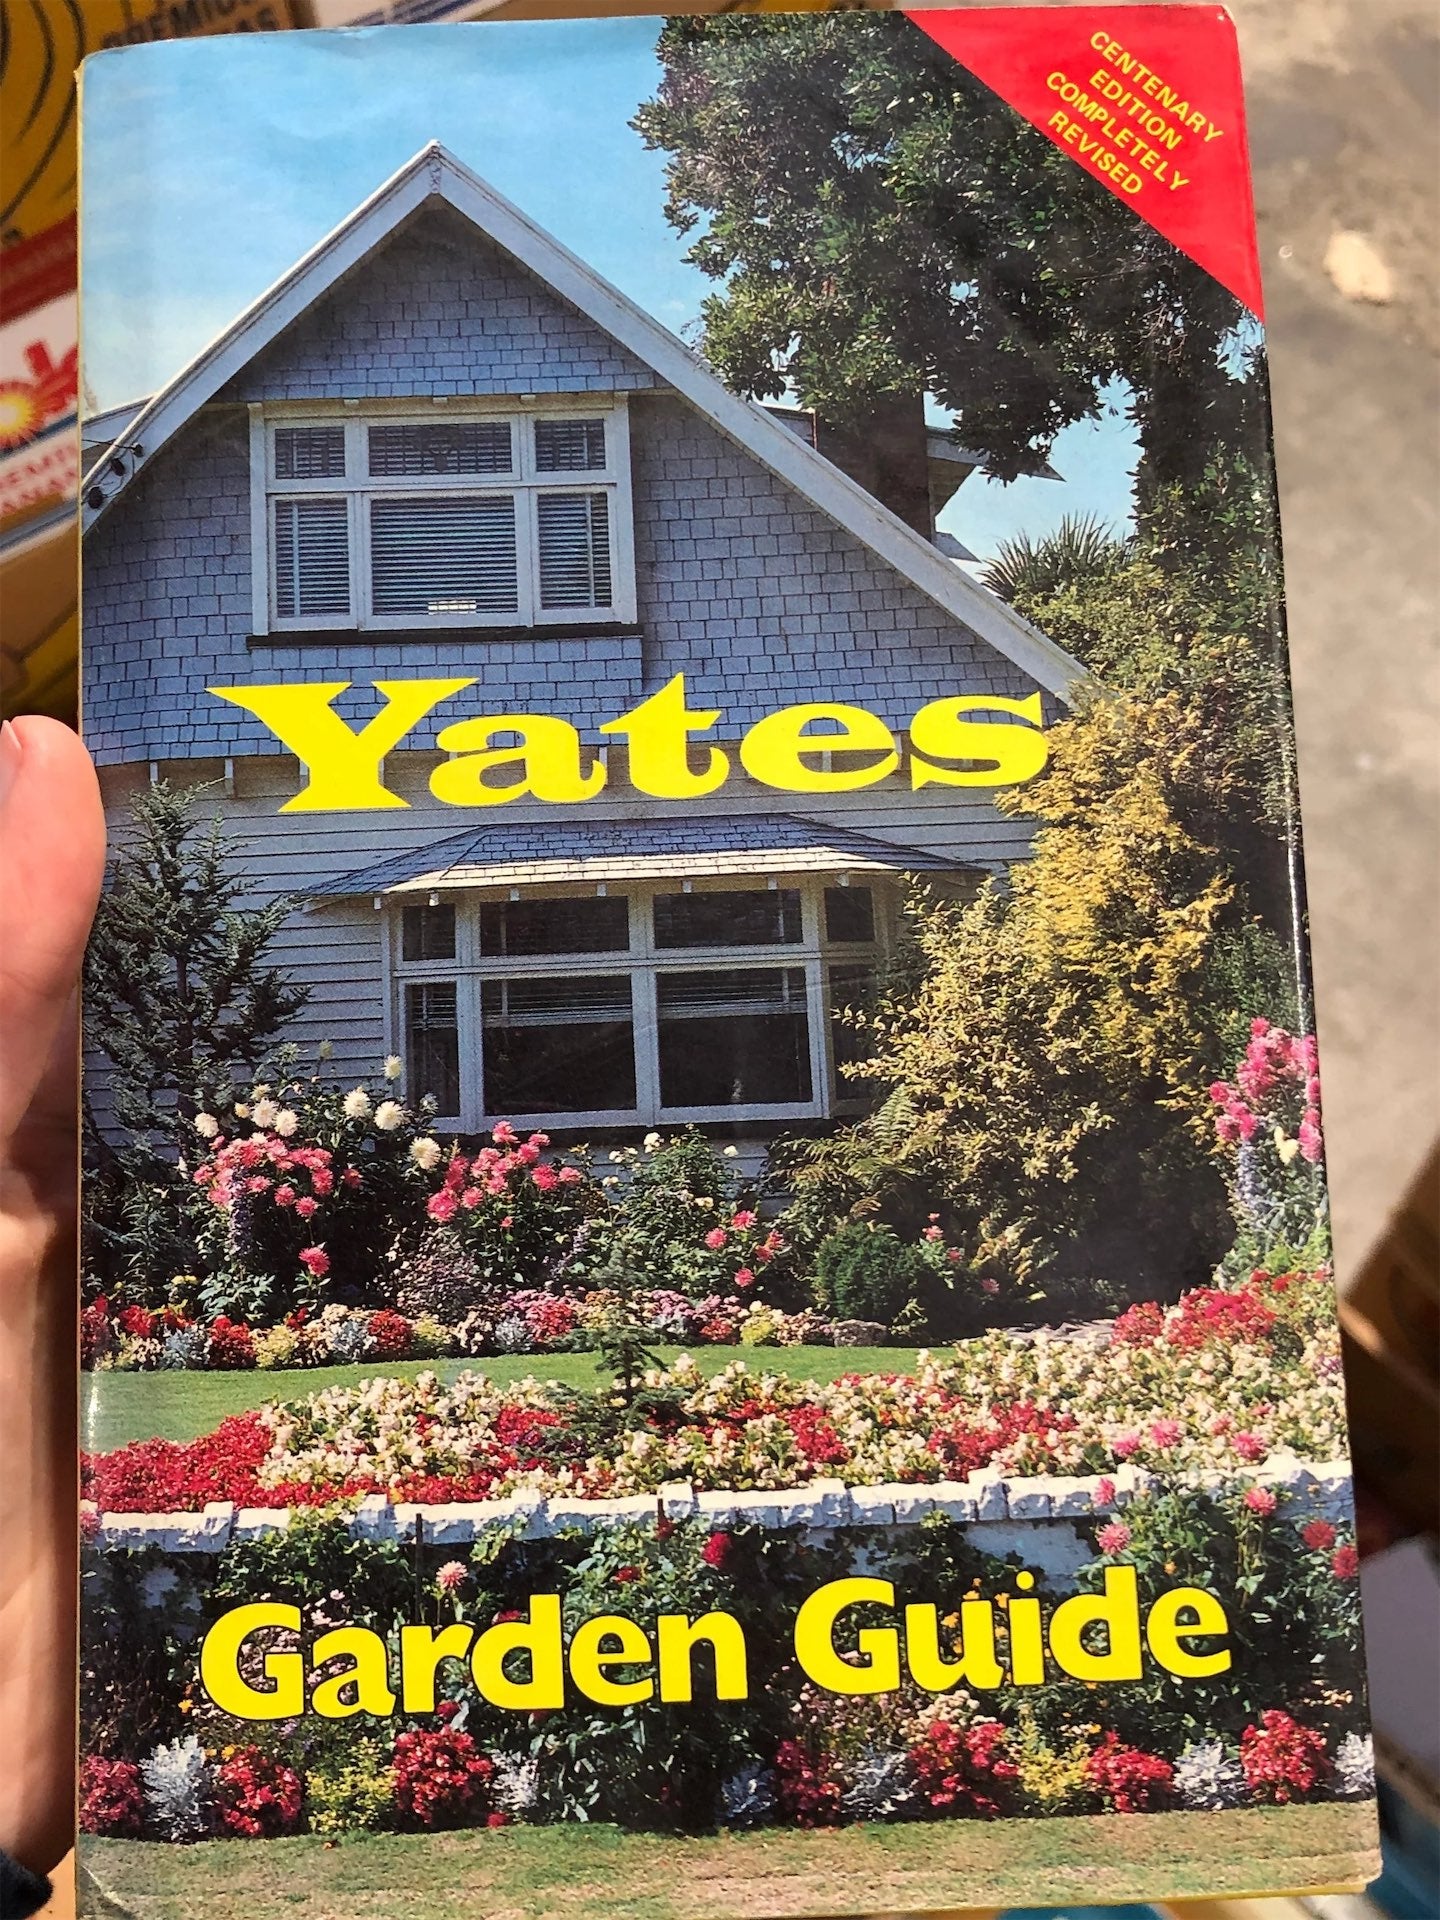 CENTENARY
EDITION
COMPLETELY
REVISED
Yates
Garden Guide